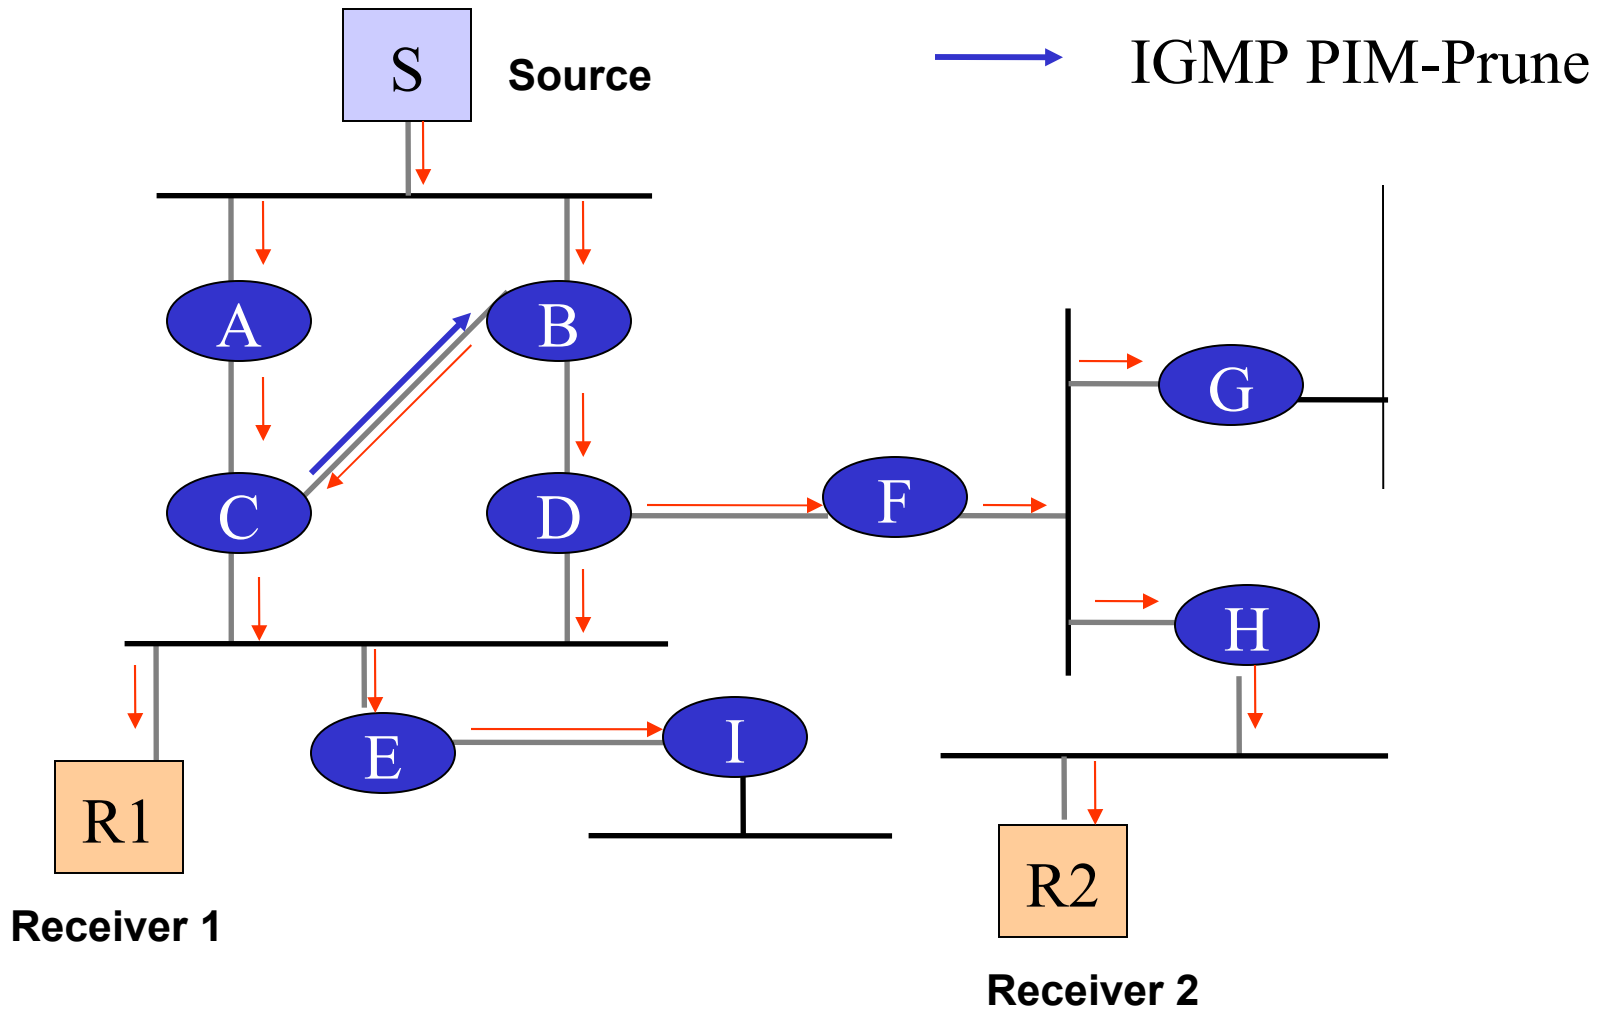 S
Source
IGMP PIM-Prune
A
B
G
C
D
F
H
E
I
R1
R2
Receiver 1
Receiver 2